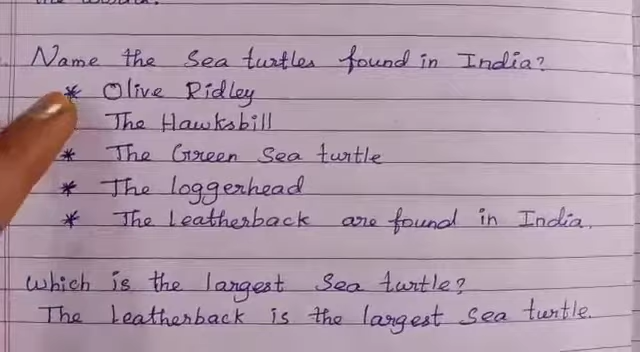 Name the Sea turtles found in India?
* Olive Ridley
The Hawksbill
* The Green Sea turtle
* The loggerhead
* The leatherback are found in India.
Which is the largest Sea turtle?
The leatherback is the largest Sea turtle.